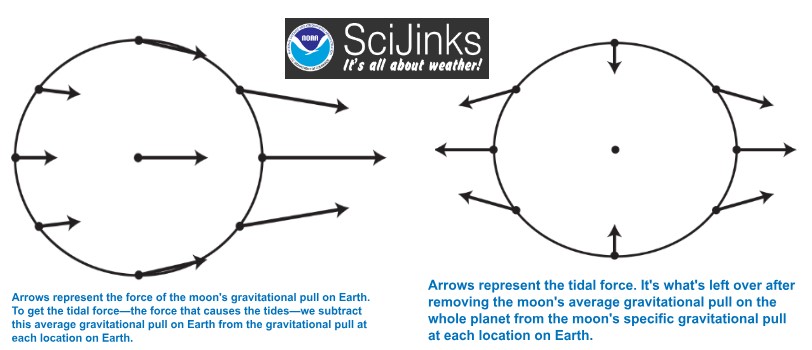 NOAA
SciJinks
It's all about weather!
Arrows represent the force of the moon's gravitational pull on Earth.
To get the tidal force—the force that causes the tides—we subtract
this average gravitational pull on Earth from the gravitational pull at
each location on Earth.
Arrows represent the tidal force. It's what's left over after
removing the moon's average gravitational pull on the
whole planet from the moon's specific gravitational pull
at each location on Earth.